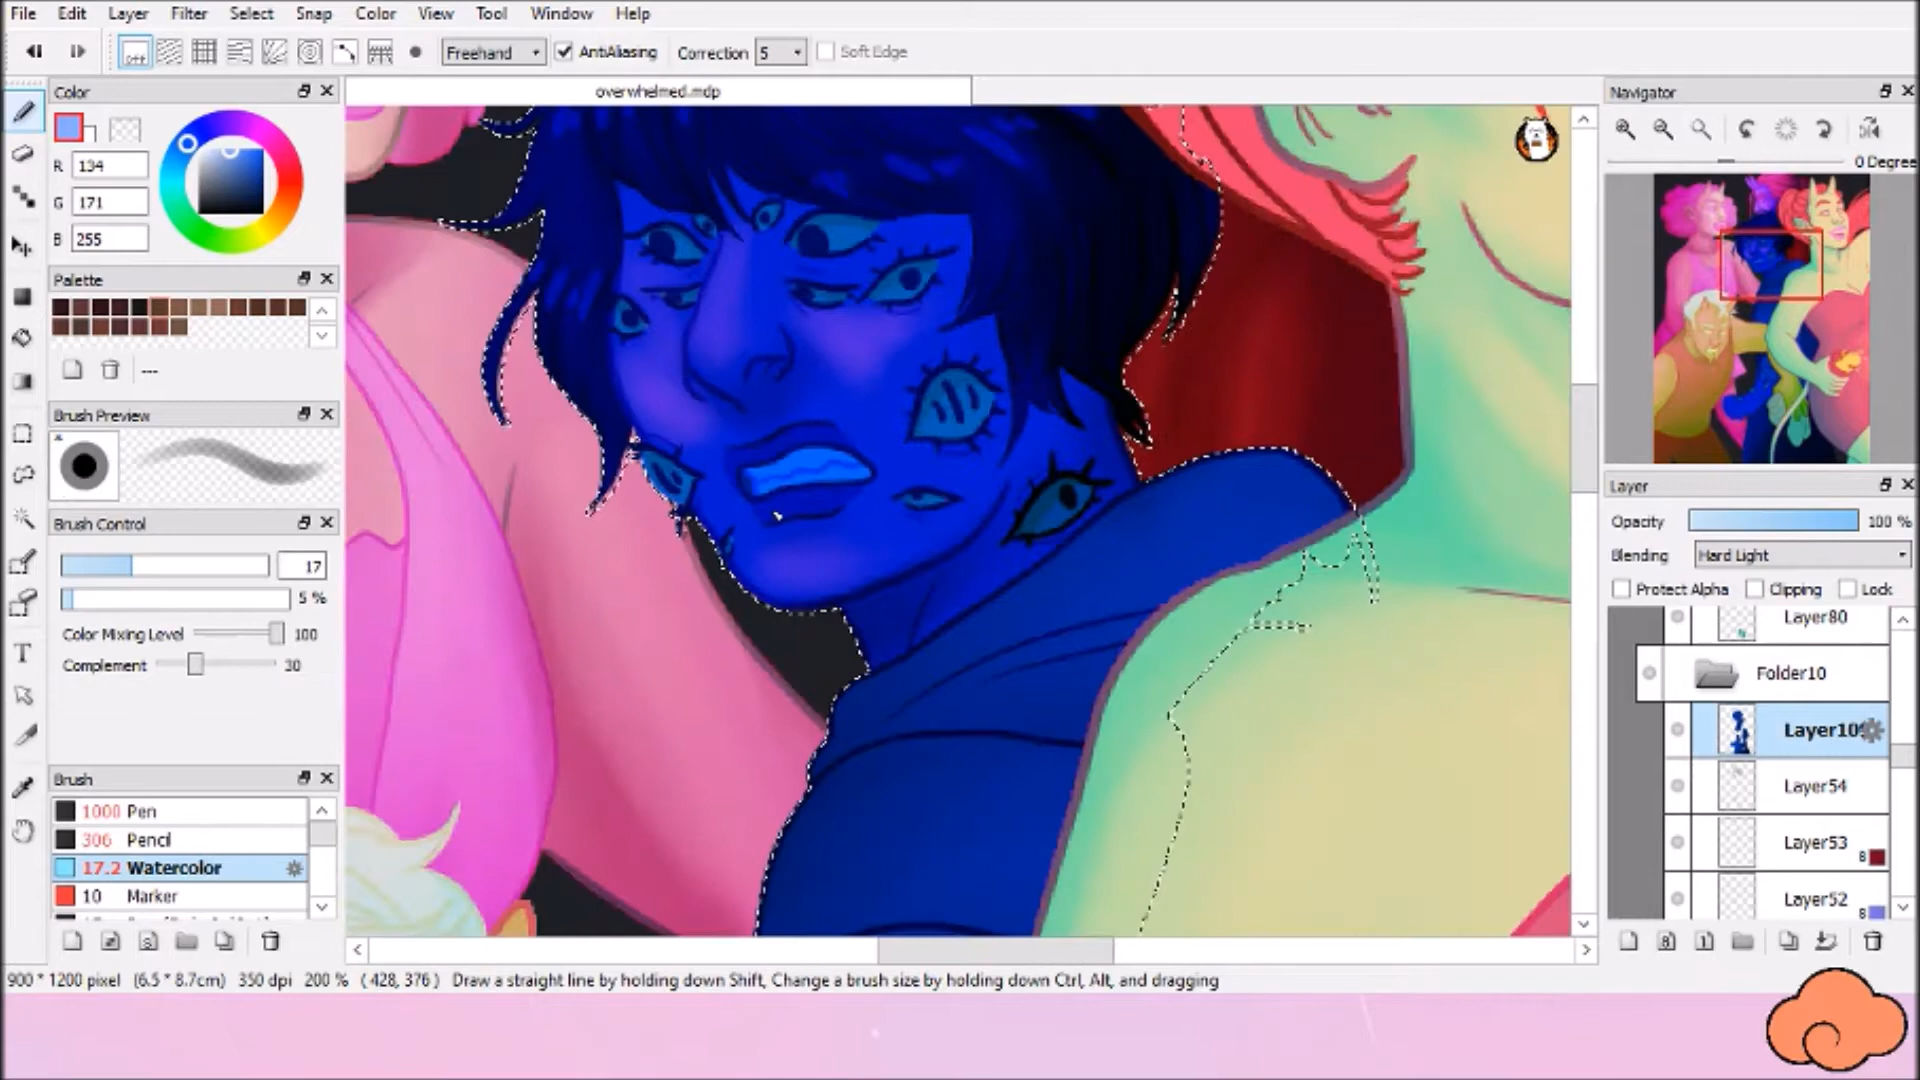 File Edit Layer Filter Select Snap Color View Tool Window Help
off Freehand AntiAliasing Correction 5 Soft Edge
Color
R 134
G 171
B 255
Palette
---
Brush Preview
Brush Control
17
5 %
Color Mixing Level 100
Complement 30
Brush
1000 Pen
306 Pencil
17.2 Watercolor
10 Marker
overwhelmed.mdp
Navigator
0 Degree
Layer
Opacity 100 %
Blending Hard Light
Protect Alpha Clipping Lock
Layer80
Folder10
Layer10
Layer54
Layer53
8
Layer52
8
900 * 1200 pixel (6.5 * 8.7cm) 350 dpi 200 % ( 428, 376 ) Draw a straight line by holding down Shift, Change a brush size by holding down Ctrl, Alt, and dragging